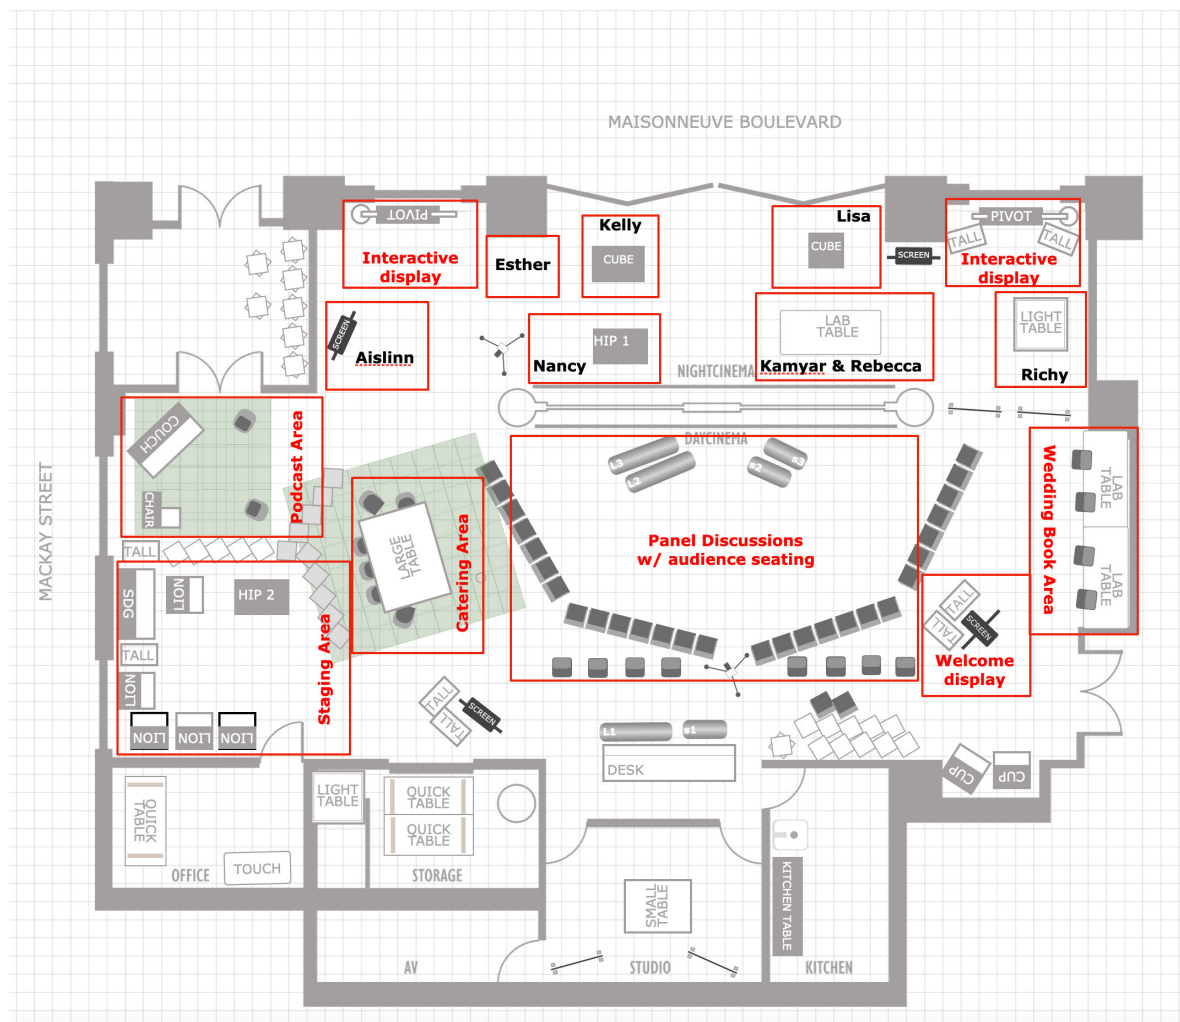 MAISONNEUVE BOULEVARD
MACKAY STREET
PIVOT
Interactive
display
Esther
Kelly
CUBE
Lisa
CUBE
SCREEN
PIVOT
TALL
TALL
Interactive
display
SCREEN
Aislinn
HIP 1
Nancy
LAB
TABLE
Kamyar & Rebecca
LIGHT
TABLE
Richy
NIGHTCINEMA
DAYCINEMA
COUCH
CHAIR
Podcast Area
LARGE
TABLE
Catering Area
L3
L2
s2
s3
Panel Discussions
w/ audience seating
Wedding Book Area
LAB
TABLE
LAB
TABLE
TALL
SDG
LION
HIP 2
TALL
LION
LION
LION
LION
Staging Area
TALL
TALL
SCREEN
Welcome
display
TALL
TALL
SCREEN
L1
s1
DESK
CUP
CUP
QUICK
TABLE
OFFICE
TOUCH
LIGHT
TABLE
QUICK
TABLE
QUICK
TABLE
STORAGE
SMALL
TABLE
KITCHEN TABLE
AV
STUDIO
KITCHEN